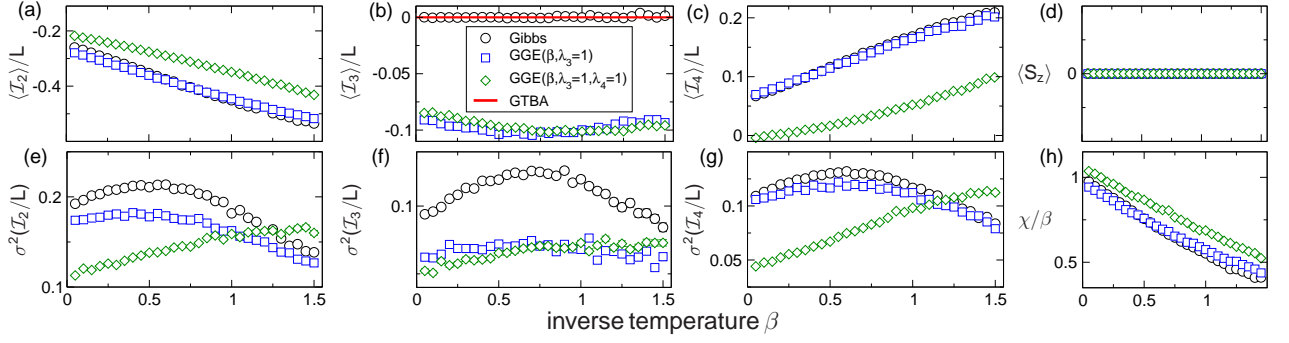 (a)
-0.2
-0.4
⟨I₂⟩/L
(b)
0
-0.05
-0.1
⟨I₃⟩/L
Gibbs
GGE(β,λ₃=1)
GGE(β,λ₃=1,λ₄=1)
GTBA
(c)
0.2
0.1
0
⟨I₄⟩/L
(d)
0
⟨S_z⟩
(e)
0.2
0.1
σ²(I₂/L)
0 0.5 1 1.5
(f)
0.1
σ²(I₃/L)
0 0.5 1 1.5
(g)
0.1
0.05
σ²(I₄/L)
0 0.5 1 1.5
(h)
1
0.5
χ/β
0 0.5 1
inverse temperature β